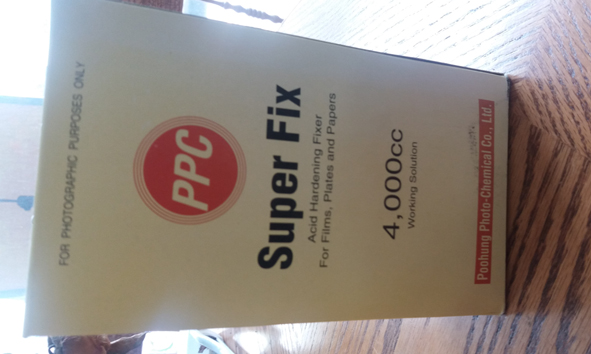 FOR PHOTOGRAPHIC PURPOSES ONLY
PPC
Super Fix
Acid Hardening Fixer
For Films, Plates and Papers
4,000cc
Working Solution
Poohung Photo-Chemical Co., Ltd.